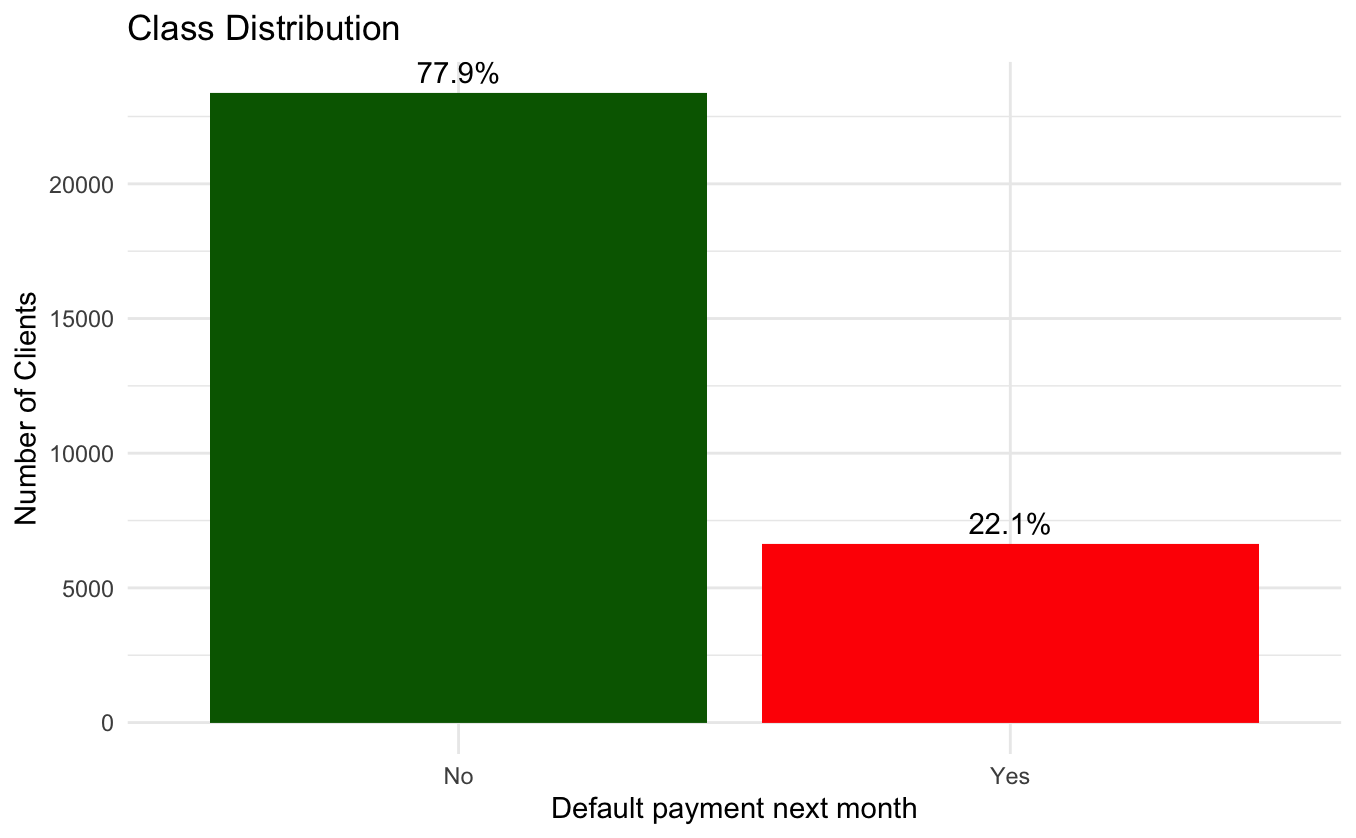 Class Distribution
77.9%
22.1%
20000
15000
10000
5000
0
Number of Clients
No
Yes
Default payment next month